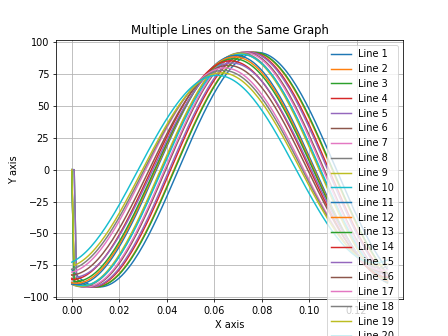 Multiple Lines on the Same Graph
Y axis
100
75
50
25
0
−25
−50
−75
−100
0.00
0.02
0.04
0.06
0.08
0.10
X axis
Line 1
Line 2
Line 3
Line 4
Line 5
Line 6
Line 7
Line 8
Line 9
Line 10
Line 11
Line 12
Line 13
Line 14
Line 15
Line 16
Line 17
Line 18
Line 19
Line 20